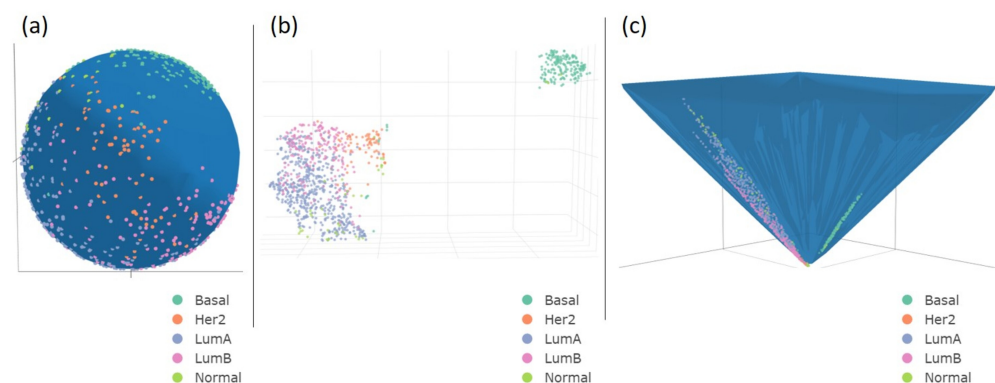 (a)
(b)
(c)
Basal
Her2
LumA
LumB
Normal
Basal
Her2
LumA
LumB
Normal
Basal
Her2
LumA
LumB
Normal